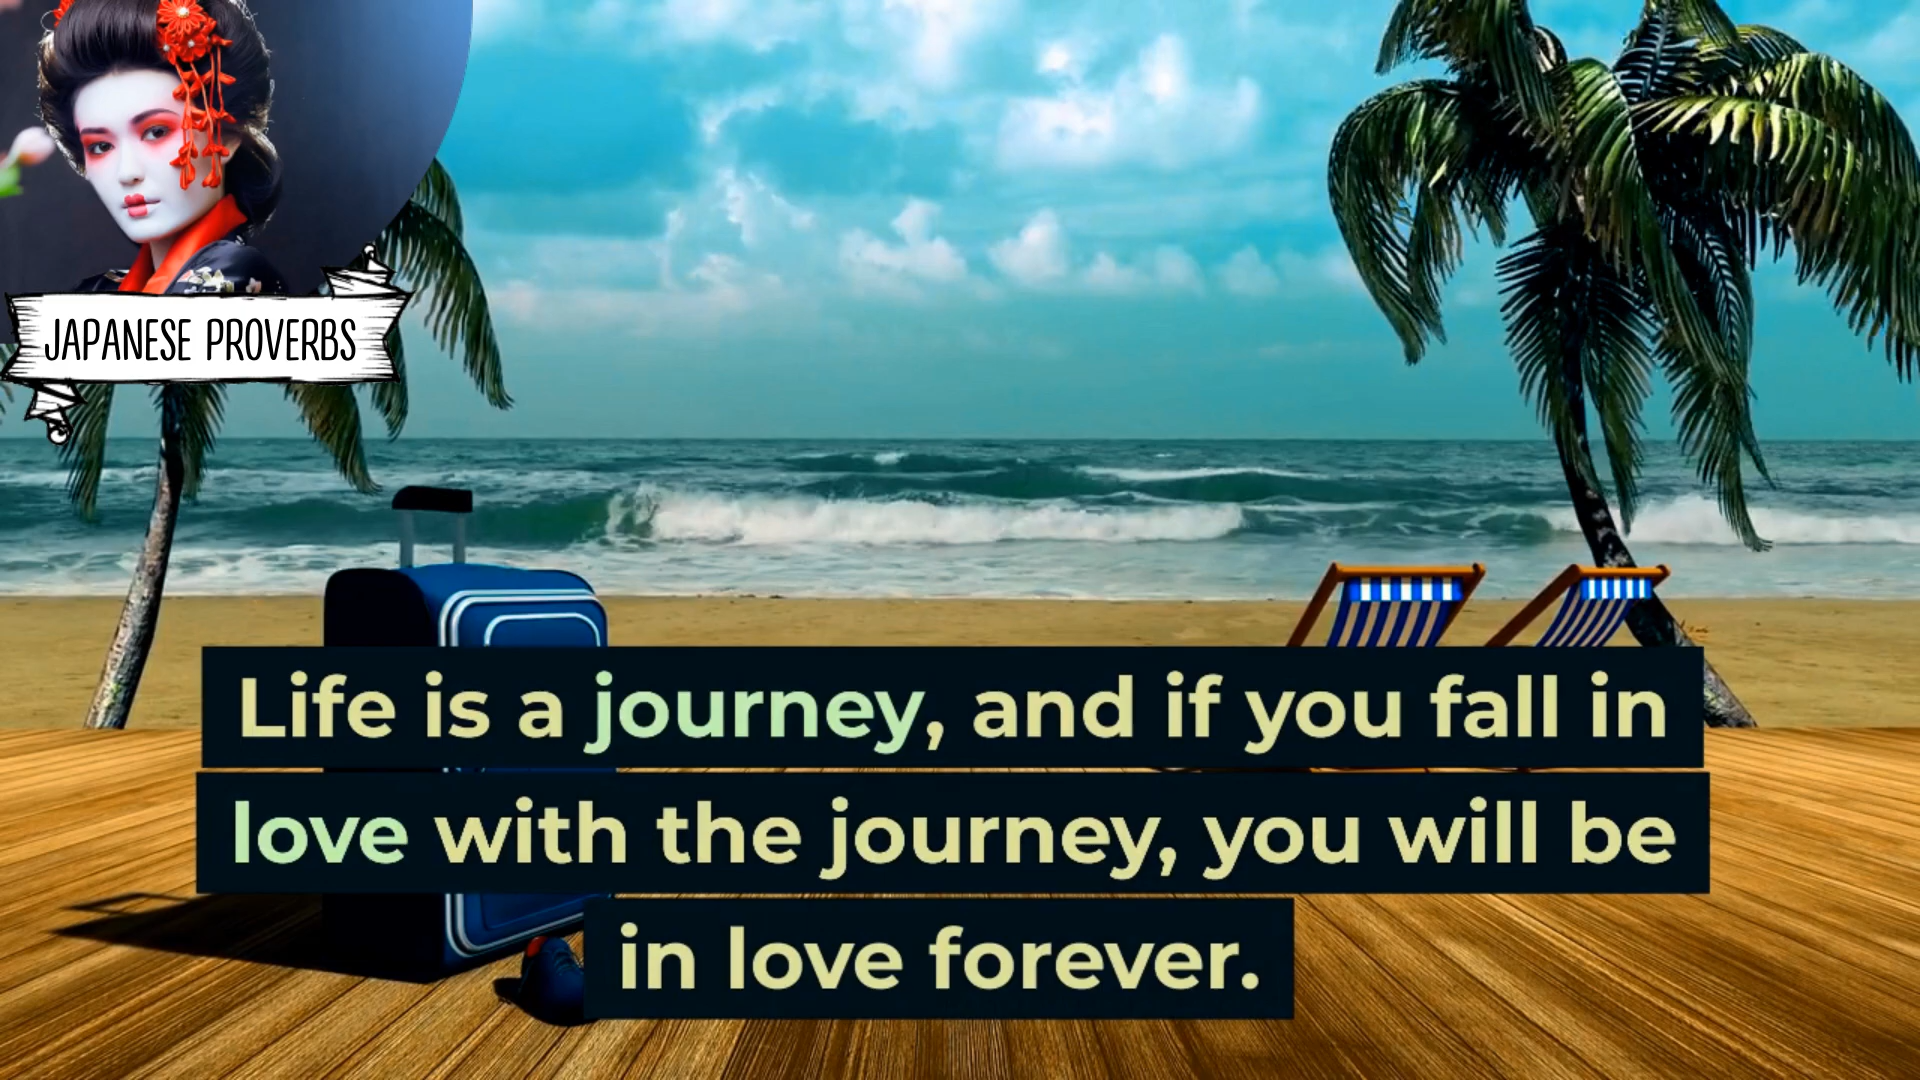 JAPANESE PROVERBS
Life is a journey, and if you fall in
love with the journey, you will be
in love forever.